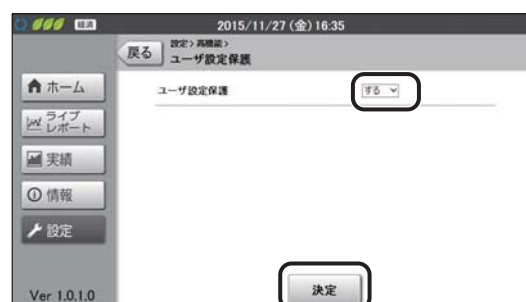 経済
2015/11/27 (金) 16:35
戻る
設定 > 高機能 >
ユーザ設定保護
ホーム
ライブ
レポート
実績
情報
設定
Ver 1.0.1.0
ユーザ設定保護
する
決定